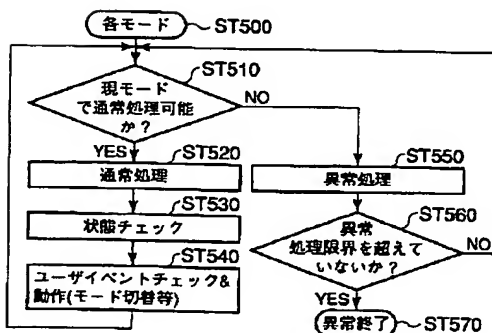 各モード
ST500
現モード
で通常処理可能
か?
ST510
NO
YES
ST520
通常処理
ST530
状態チェック
ST540
ユーザイベントチェック&
動作(モード切替等)
ST550
異常処理
異常
処理限界を超えて
いないか?
ST560
NO
YES
異常終了
ST570